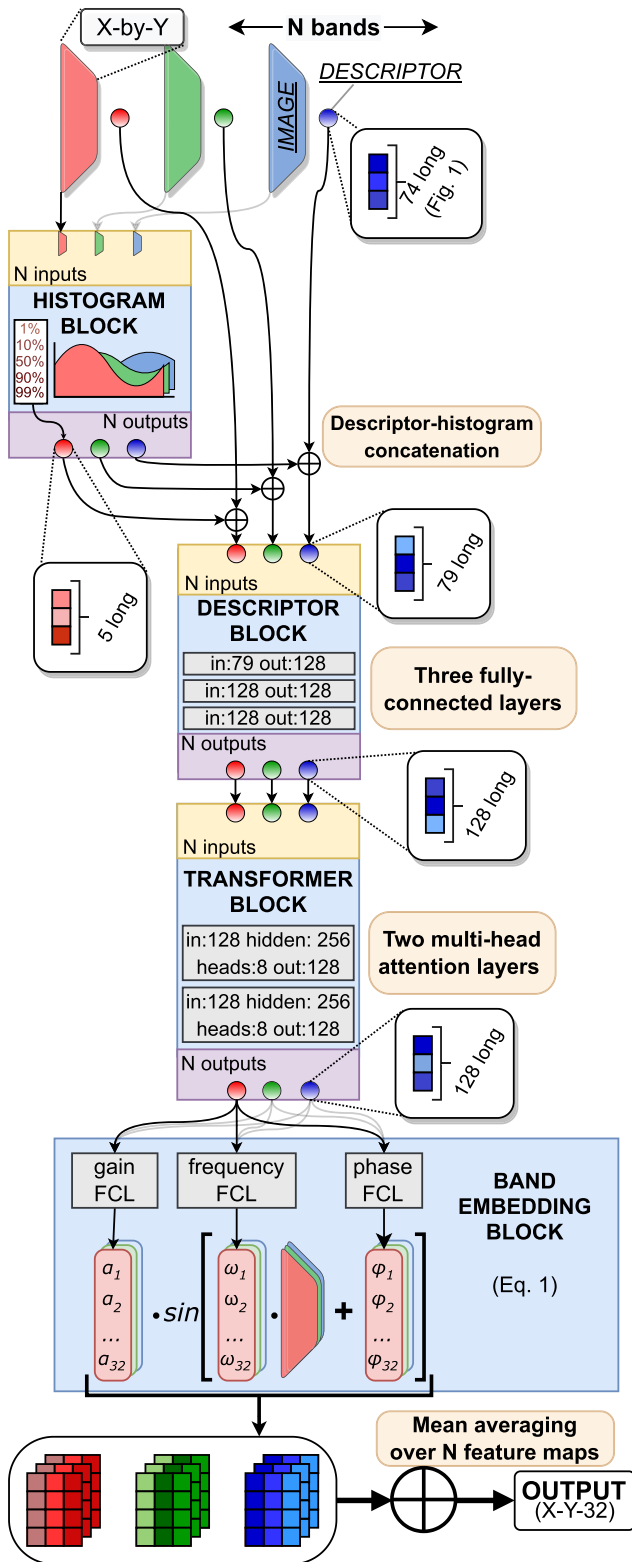 X-by-Y
N bands
DESCRIPTOR
IMAGE
74 long
(Fig. 1)
N inputs
HISTOGRAM
BLOCK
1%
10%
50%
90%
99%
N outputs
Descriptor-histogram
concatenation
5 long
79 long
N inputs
DESCRIPTOR
BLOCK
in:79 out:128
in:128 out:128
in:128 out:128
Three fully-
connected layers
N outputs
128 long
N inputs
TRANSFORMER
BLOCK
in:128 hidden: 256
heads:8 out:128
in:128 hidden: 256
heads:8 out:128
Two multi-head
attention layers
N outputs
128 long
gain
FCL
frequency
FCL
phase
FCL
BAND
EMBEDDING
BLOCK
(Eq. 1)
a1
a2
...
a32
· sin
ω1
ω2
...
ω32
·
+
φ1
φ2
...
φ32
Mean averaging
over N feature maps
OUTPUT
(X-Y-32)